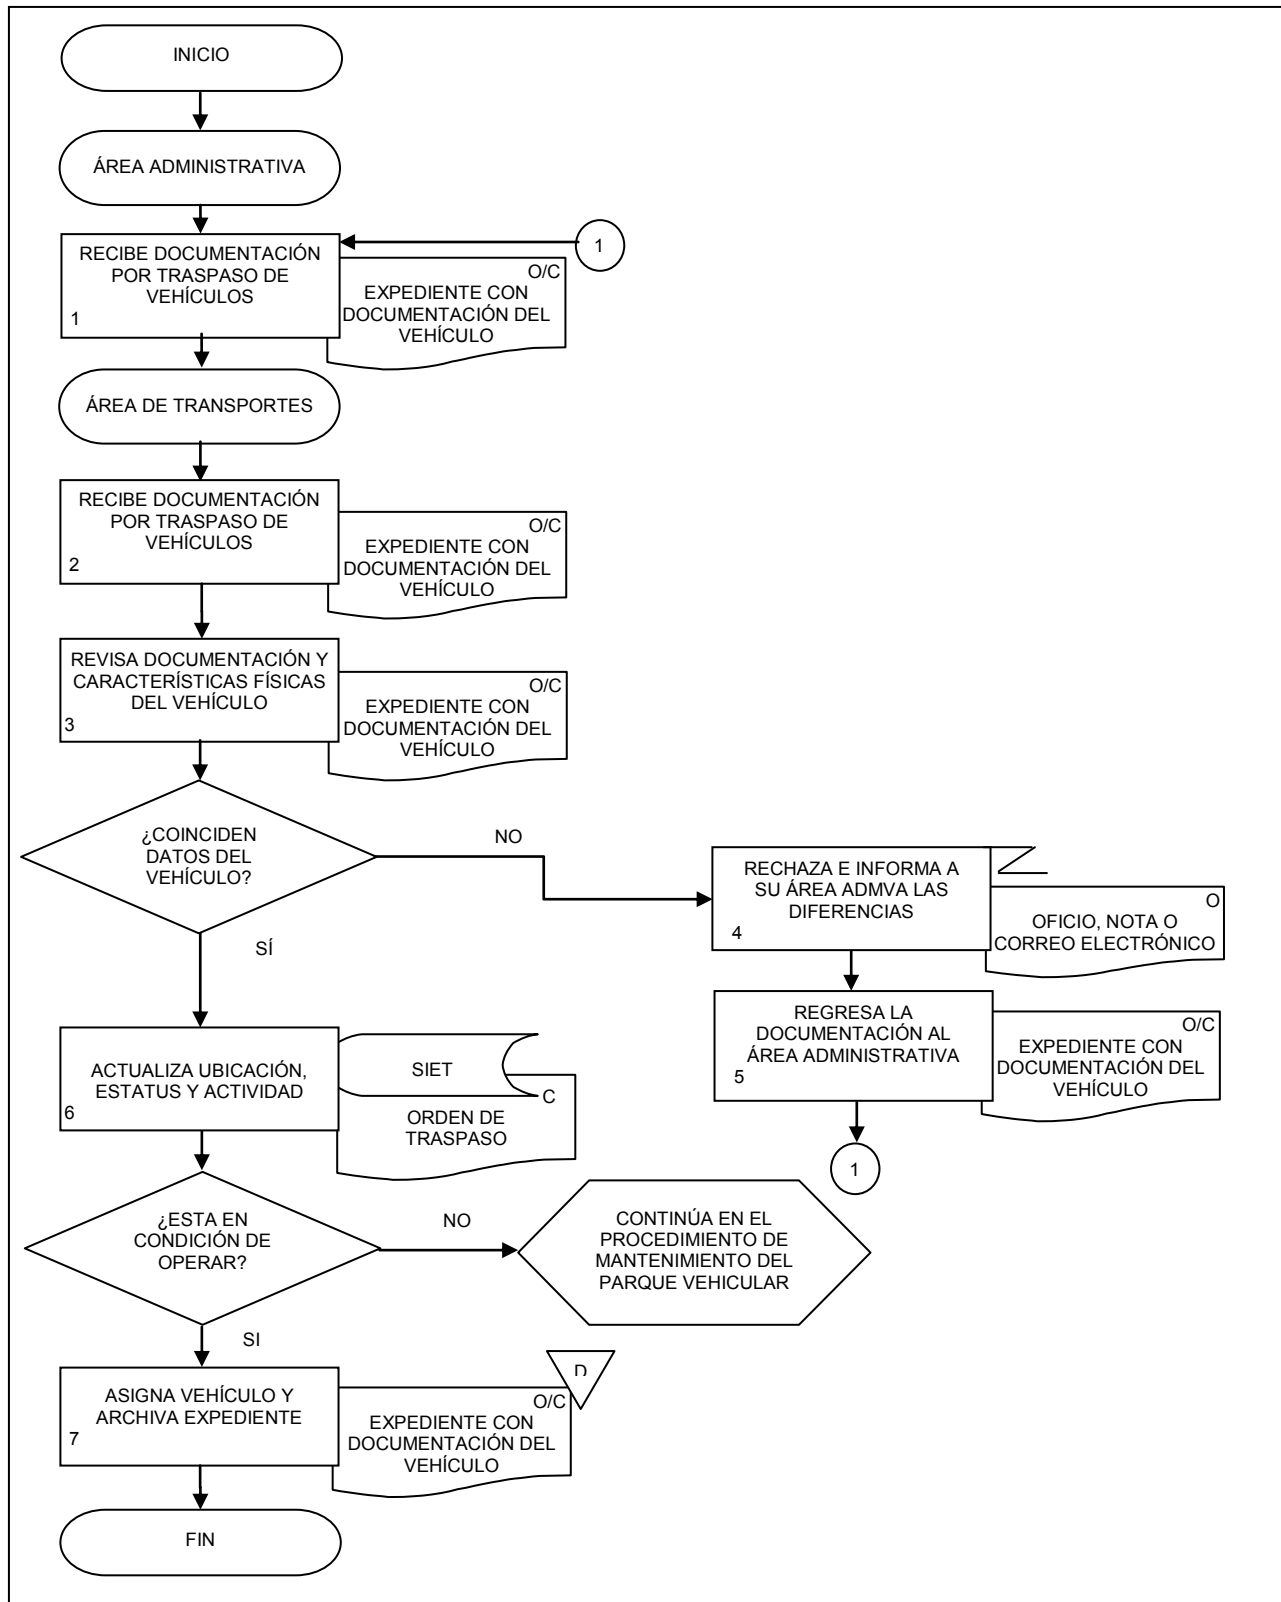 INICIO
ÁREA ADMINISTRATIVA
RECIBE DOCUMENTACIÓN
POR TRASPASO DE
VEHÍCULOS
1
1
O/C
EXPEDIENTE CON
DOCUMENTACIÓN DEL
VEHÍCULO
ÁREA DE TRANSPORTES
RECIBE DOCUMENTACIÓN
POR TRASPASO DE
VEHÍCULOS
2
O/C
EXPEDIENTE CON
DOCUMENTACIÓN DEL
VEHÍCULO
REVISA DOCUMENTACIÓN Y
CARACTERÍSTICAS FÍSICAS
DEL VEHÍCULO
3
O/C
EXPEDIENTE CON
DOCUMENTACIÓN DEL
VEHÍCULO
¿COINCIDEN
DATOS DEL
VEHÍCULO?
NO
RECHAZA E INFORMA A
SU ÁREA ADMVA LAS
DIFERENCIAS
4
O
OFICIO, NOTA O
CORREO ELECTRÓNICO
REGRESA LA
DOCUMENTACIÓN AL
ÁREA ADMINISTRATIVA
5
O/C
EXPEDIENTE CON
DOCUMENTACIÓN DEL
VEHÍCULO
1
SÍ
ACTUALIZA UBICACIÓN,
ESTATUS Y ACTIVIDAD
6
SIET
C
ORDEN DE
TRASPASO
¿ESTA EN
CONDICIÓN DE
OPERAR?
NO
CONTINÚA EN EL
PROCEDIMIENTO DE
MANTENIMIENTO DEL
PARQUE VEHICULAR
SI
ASIGNA VEHÍCULO Y
ARCHIVA EXPEDIENTE
7
D
O/C
EXPEDIENTE CON
DOCUMENTACIÓN DEL
VEHÍCULO
FIN